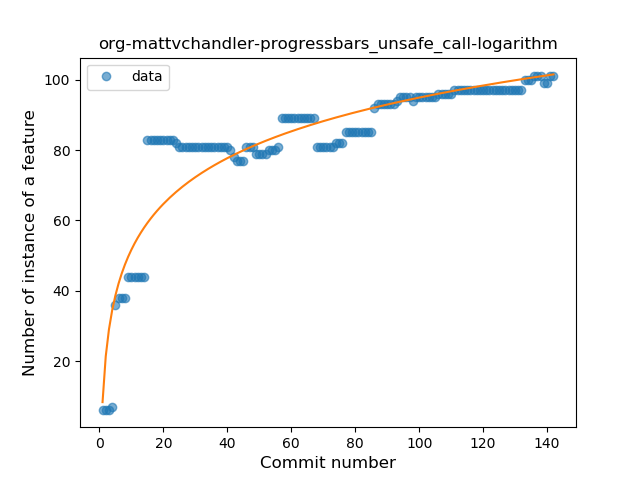 org-mattvchandler-progressbars_unsafe_call-logarithm
data
Number of instance of a feature
100
80
60
40
20
0 20 40 60 80 100 120 140
Commit number